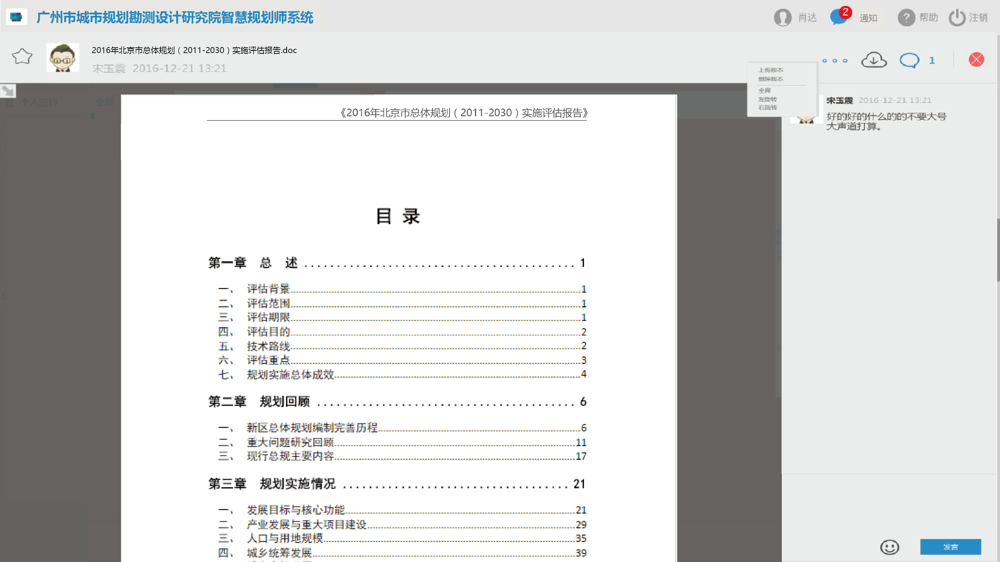 广州市城市规划勘测设计研究院智慧规划师系统
肖达
2
通知
帮助
注销
2016年北京市总体规划（2011-2030）实施评估报告.doc
宋玉震 2016-12-21 13:21
1
上传版本
删除版本
全屏
左旋转
右旋转
个人资料
全部
宋玉震 2016-12-21 13:21
好的好的什么的的不要大号
大声道打算。
《2016年北京市总体规划（2011-2030）实施评估报告》
目 录
第一章 总 述 ........................................ 1
一、 评估背景........................................1
二、 评估范围........................................1
三、 评估期限........................................1
四、 评估目的........................................2
五、 技术路线........................................2
六、 评估重点........................................3
七、 规划实施总体成效........................................4
第二章 规划回顾 ........................................ 6
一、 新区总体规划编制完善历程........................................6
二、 重大问题研究回顾........................................11
三、 现行总规主要内容........................................17
第三章 规划实施情况 ........................................ 21
一、 发展目标与核心功能........................................21
二、 产业发展与重大项目建设........................................29
三、 人口与用地规模........................................35
四、 城乡统筹发展........................................39
发言